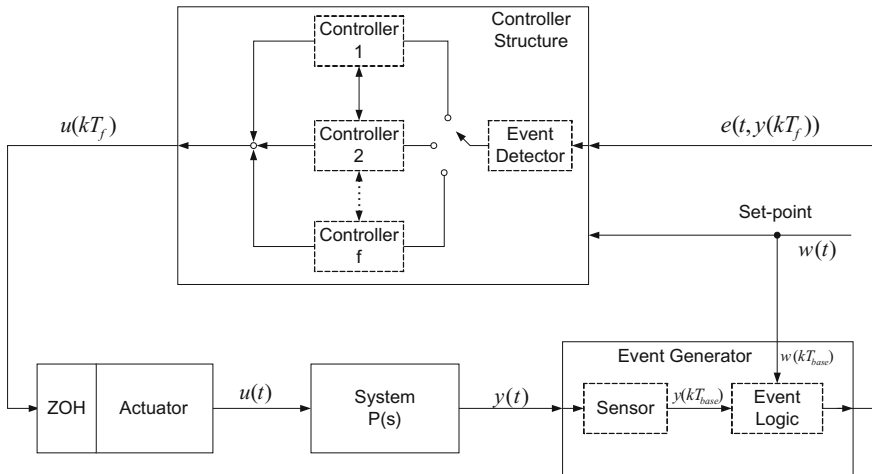 Controller
Structure
Controller
1
Controller
2
Controller
f
Event
Detector
u(kT_f)
e(t, y(kT_f))
Set-point
w(t)
Event Generator
w(kT_base)
ZOH
Actuator
u(t)
System
P(s)
y(t)
Sensor
y(kT_base)
Event
Logic